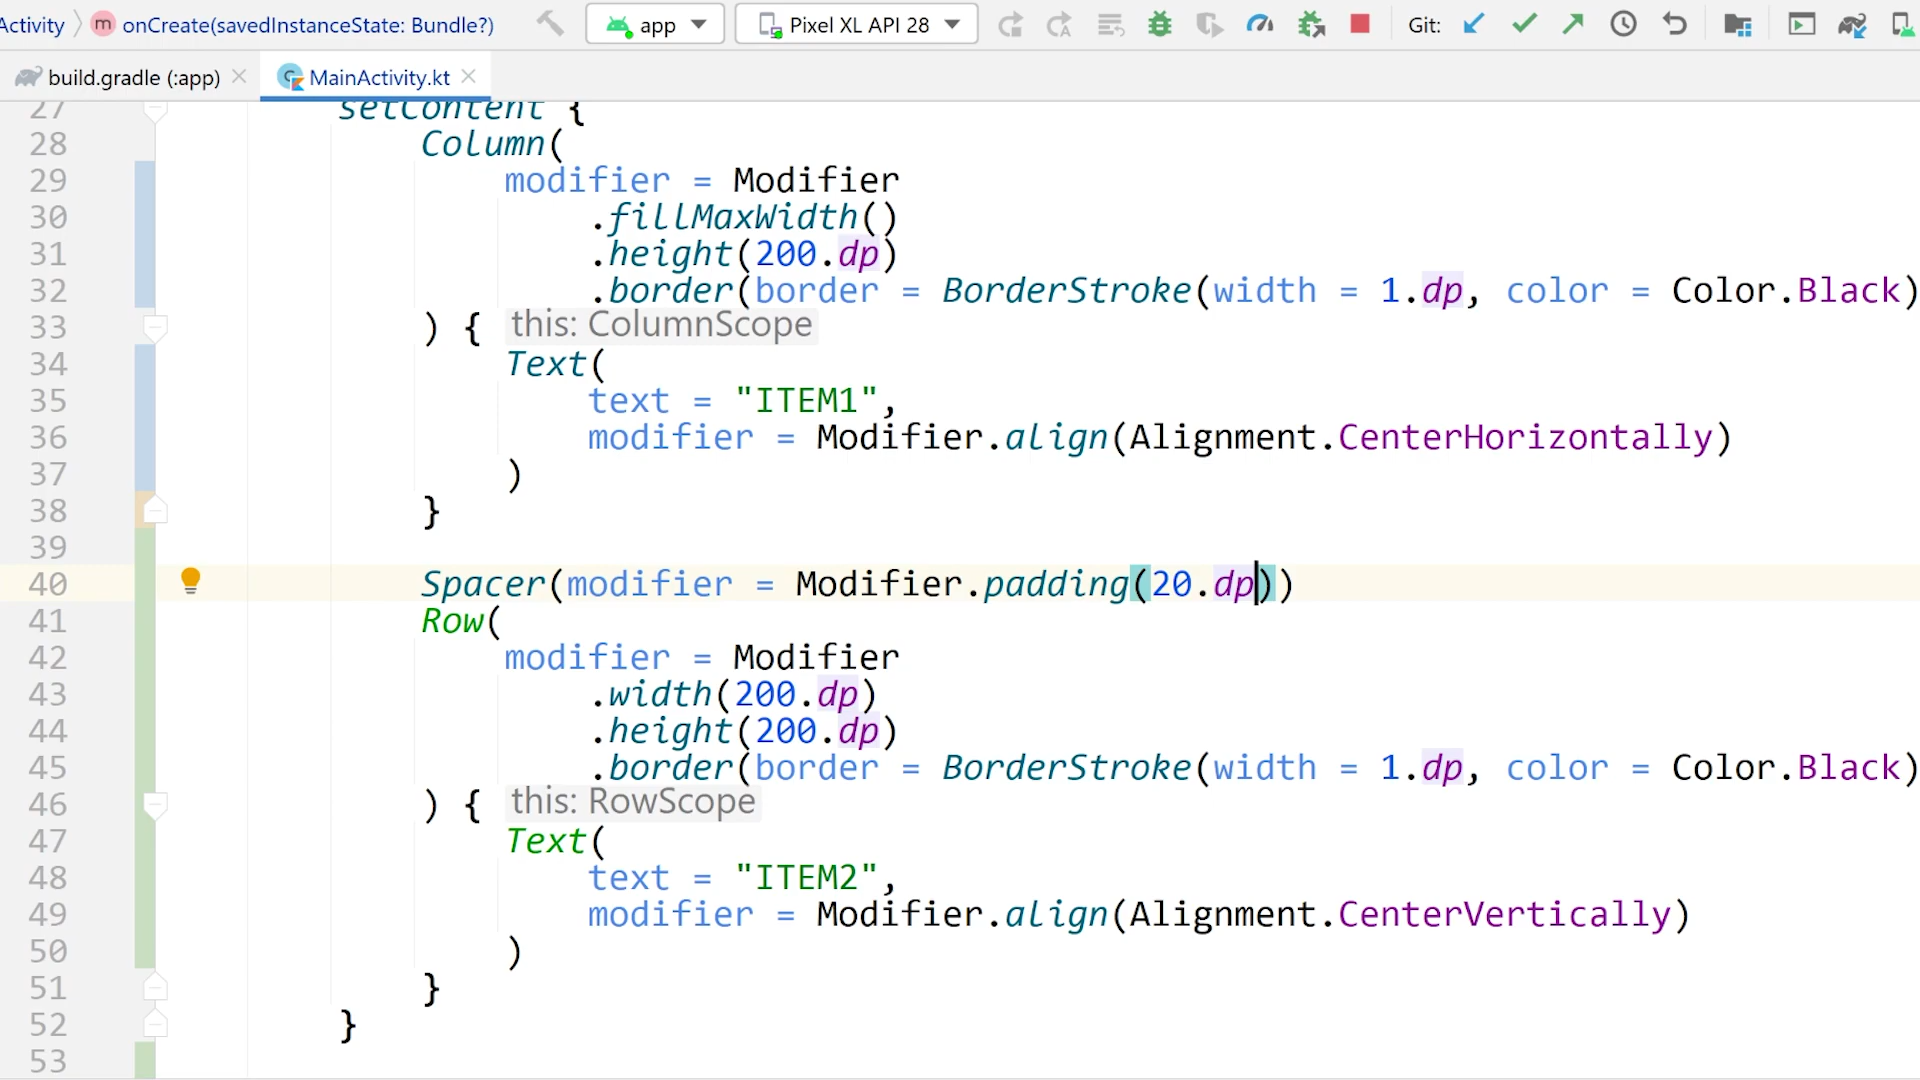 Activity 〉 m onCreate(savedInstanceState: Bundle?) app Pixel XL API 28 Git:
build.gradle (:app) MainActivity.kt
27 setContent {
28 Column(
29 modifier = Modifier
30 .fillMaxWidth()
31 .height(200.dp)
32 .border(border = BorderStroke(width = 1.dp, color = Color.Black)
33 ) { this: ColumnScope
34 Text(
35 text = "ITEM1",
36 modifier = Modifier.align(Alignment.CenterHorizontally)
37 )
38 }
39
40 Spacer(modifier = Modifier.padding(20.dp))
41 Row(
42 modifier = Modifier
43 .width(200.dp)
44 .height(200.dp)
45 .border(border = BorderStroke(width = 1.dp, color = Color.Black)
46 ) { this: RowScope
47 Text(
48 text = "ITEM2",
49 modifier = Modifier.align(Alignment.CenterVertically)
50 )
51 }
52 }
53